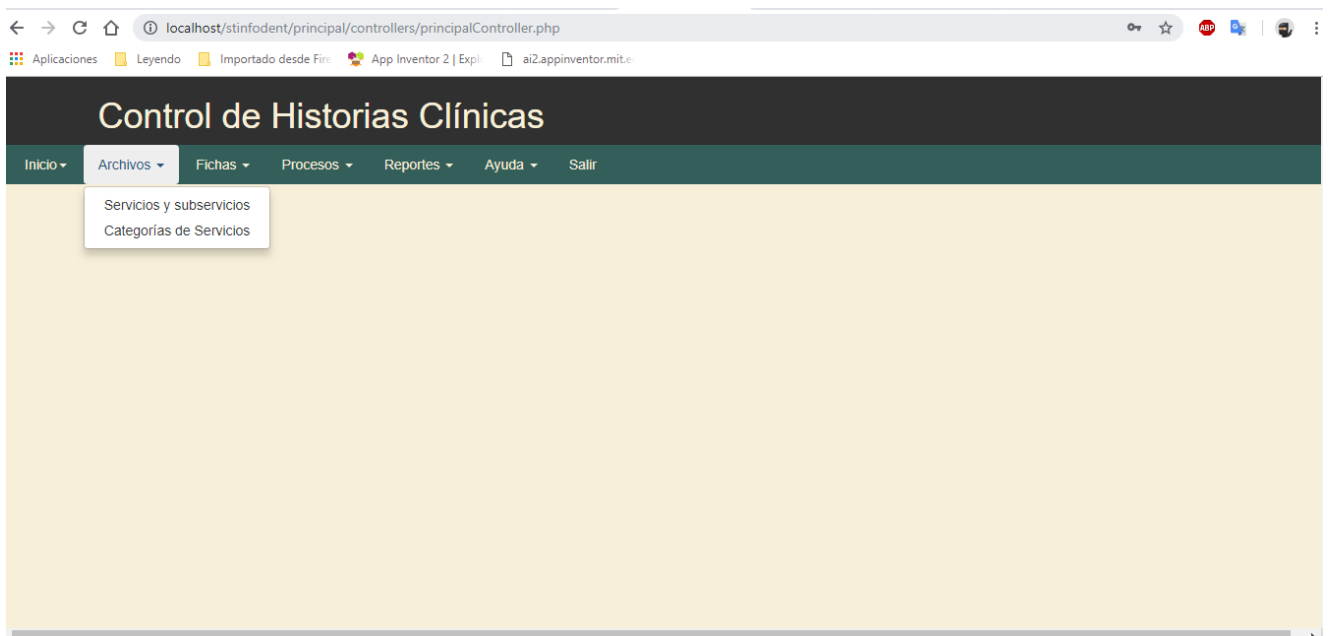 localhost/stinfodent/principal/controllers/principalController.php
ABP
Aplicaciones Leyendo Importado desde Fire App Inventor 2 | Expl ai2.appinventor.mit.e
Control de Historias Clínicas
Inicio Archivos Fichas Procesos Reportes Ayuda Salir
Servicios y subservicios
Categorías de Servicios